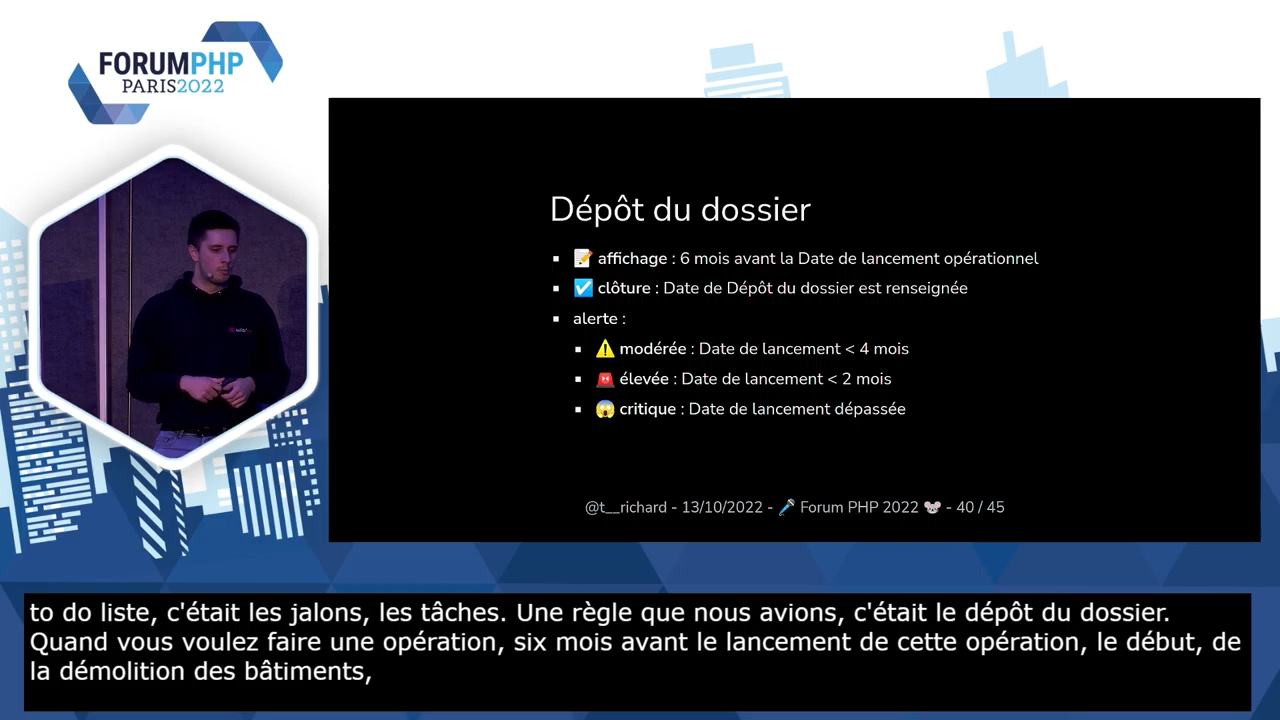 FORUMPHP
PARIS2022
Dépôt du dossier
📝 affichage : 6 mois avant la Date de lancement opérationnel
☑️ clôture : Date de Dépôt du dossier est renseignée
alerte :
⚠️ modérée : Date de lancement < 4 mois
🚨 élevée : Date de lancement < 2 mois
😱 critique : Date de lancement dépassée
@t__richard - 13/10/2022 - 🎤 Forum PHP 2022 🐭 - 40 / 45
to do liste, c'était les jalons, les tâches. Une règle que nous avions, c'était le dépôt du dossier.
Quand vous voulez faire une opération, six mois avant le lancement de cette opération, le début, de
la démolition des bâtiments,